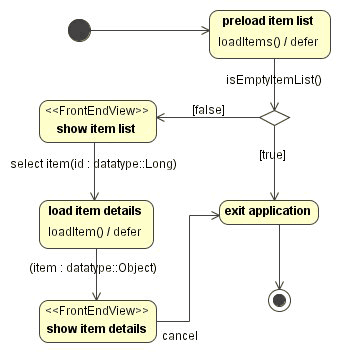 preload item list
loadItems() / defer
isEmptyItemList()
<<FrontEndView>>
show item list
[false]
[true]
select item(id : datatype::Long)
load item details
loadItem() / defer
exit application
(item : datatype::Object)
<<FrontEndView>>
show item details
cancel